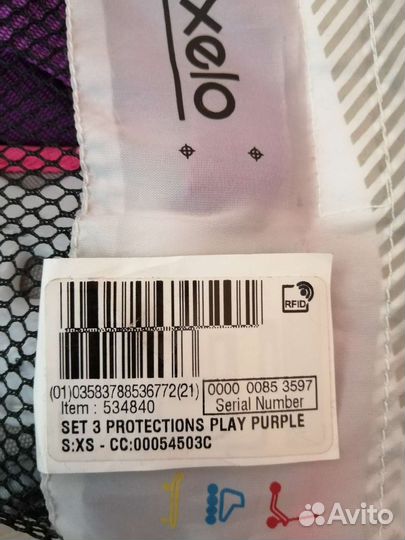 xelo
RFID
(01)03583788536772(21)
0000 0085 3597
Item : 534840
Serial Number
SET 3 PROTECTIONS PLAY PURPLE
S:XS - CC:00054503C
Avito